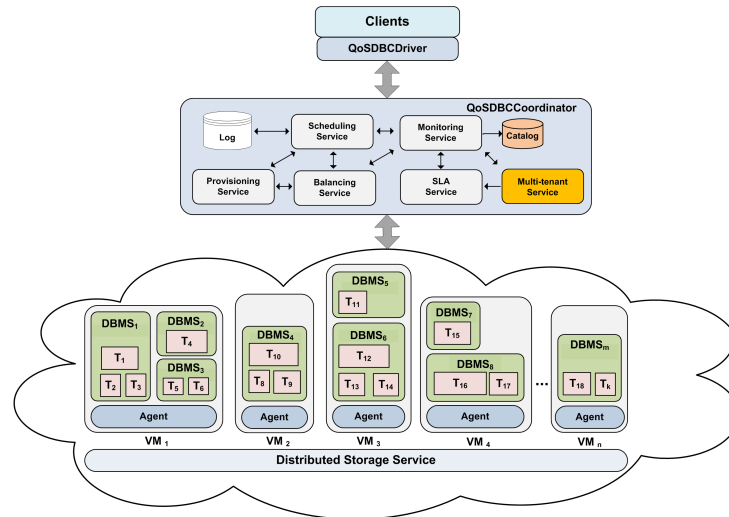 Clients
QoSDBCDriver
QoSDBCCoordinator
Log
Scheduling
Service
Monitoring
Service
Catalog
Provisioning
Service
Balancing
Service
SLA
Service
Multi-tenant
Service
DBMS1
T1
T2 T3
DBMS2
T4
DBMS3
T5 T6
Agent
VM 1
DBMS4
T10
T8 T9
Agent
VM 2
DBMS5
T11
DBMS6
T12
T13 T14
Agent
VM 3
DBMS7
T15
DBMS8
T16 T17
Agent
VM 4
...
DBMSm
T18 Tk
Agent
VM n
Distributed Storage Service